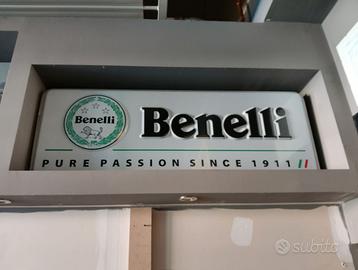 Benelli
Benelli
PURE PASSION SINCE 1911
subito